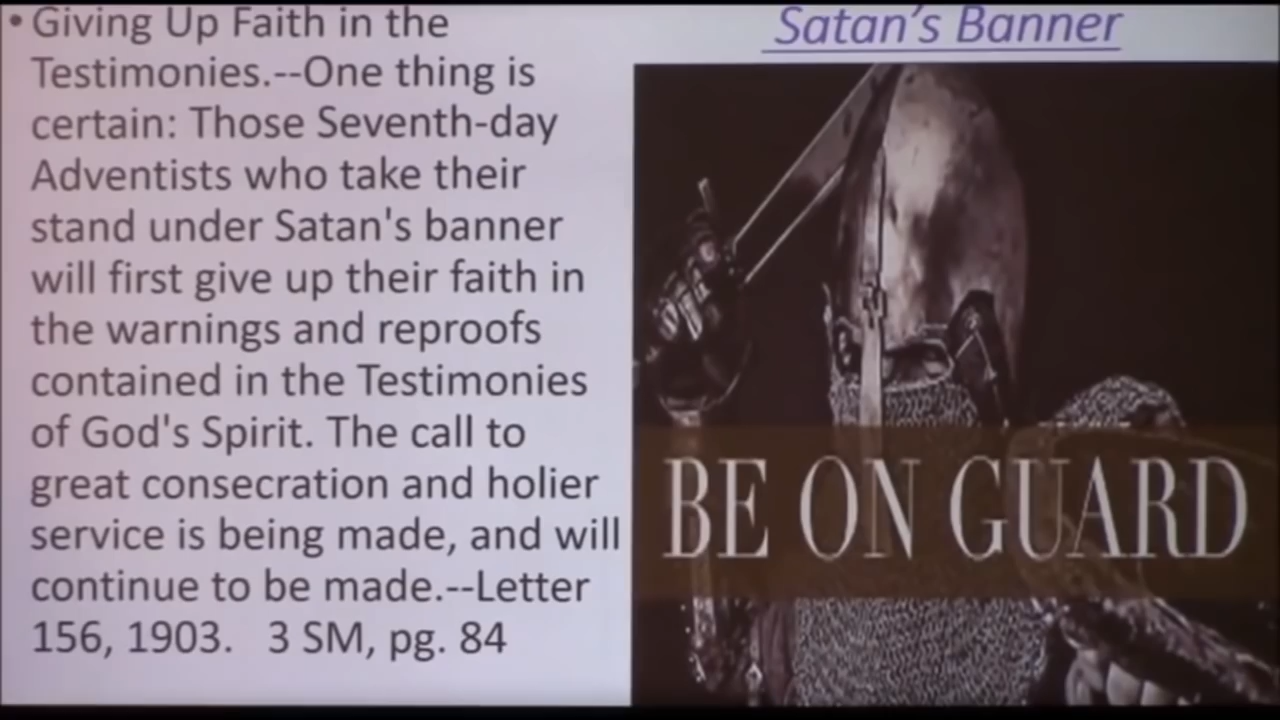 Satan's Banner
• Giving Up Faith in the
Testimonies.--One thing is
certain: Those Seventh-day
Adventists who take their
stand under Satan's banner
will first give up their faith in
the warnings and reproofs
contained in the Testimonies
of God's Spirit. The call to
great consecration and holier
service is being made, and will
continue to be made.--Letter
156, 1903.   3 SM, pg. 84
BE ON GUARD